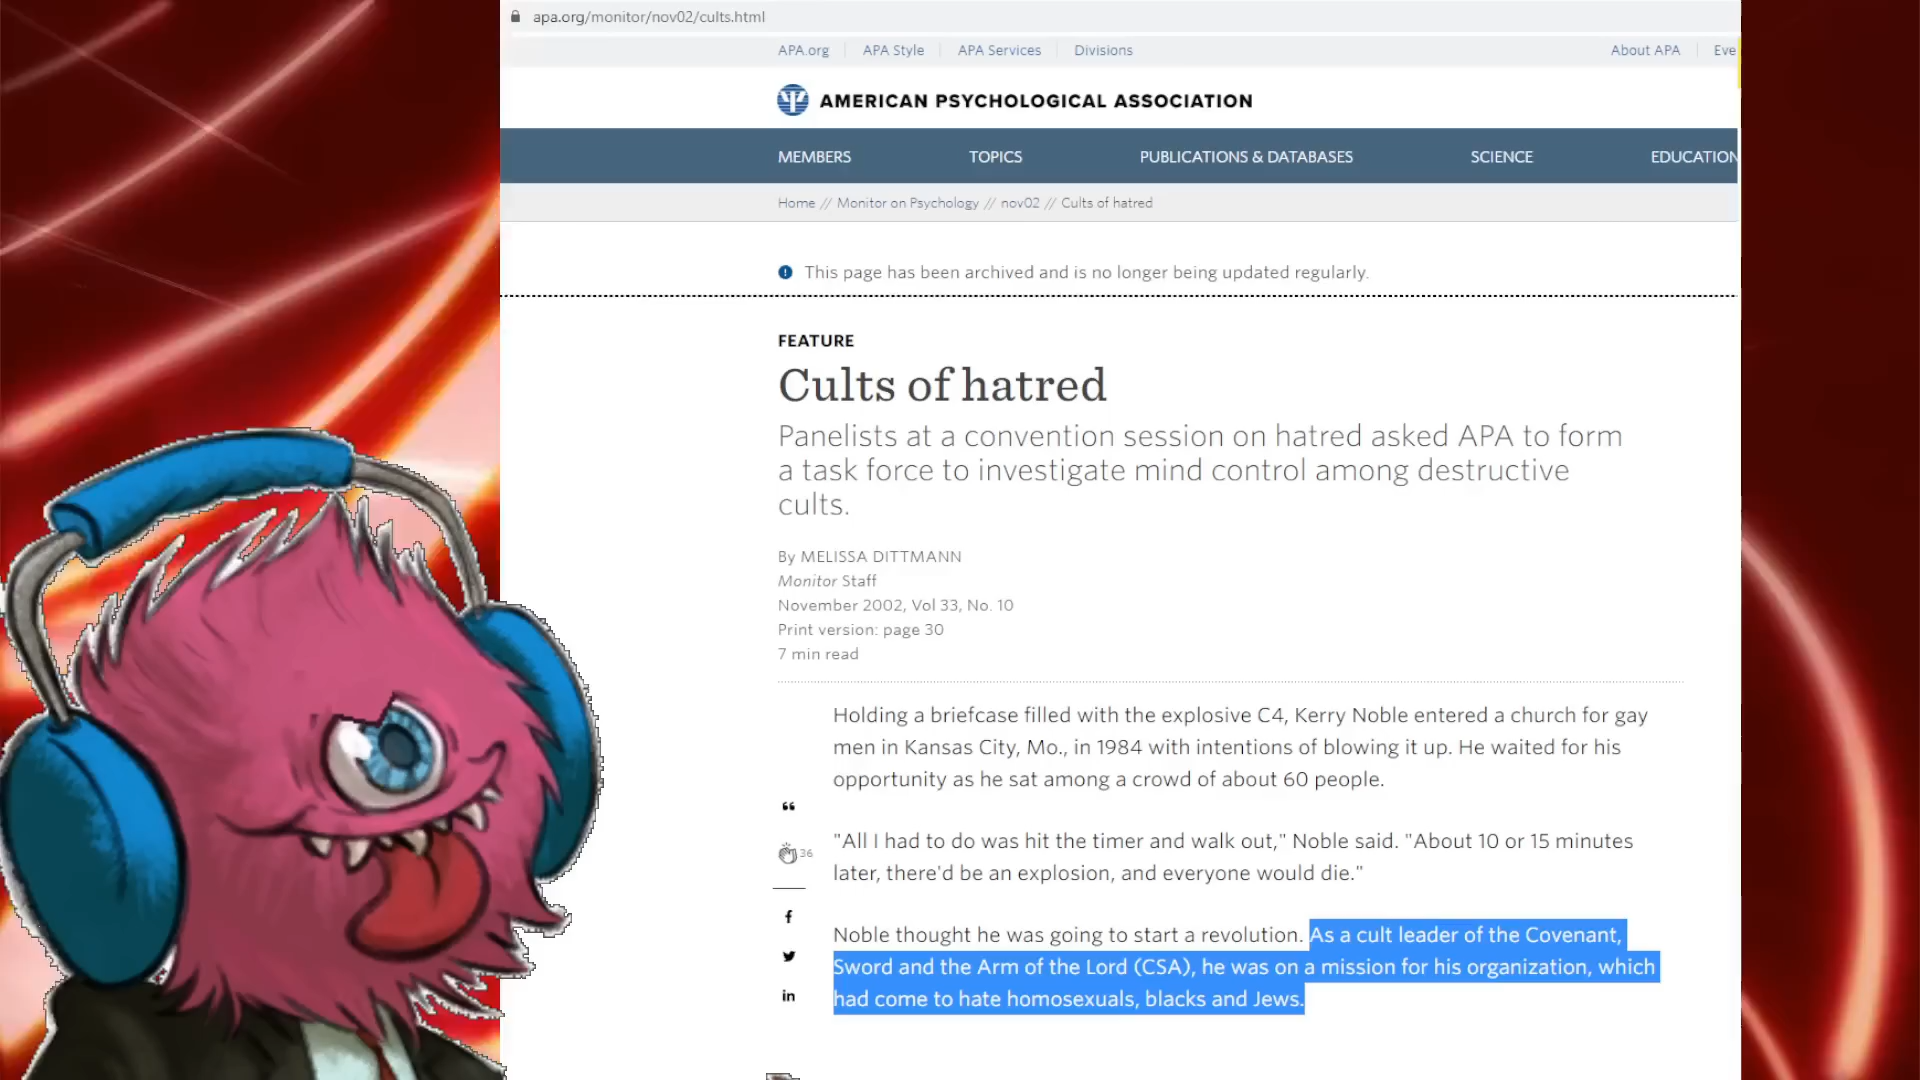 apa.org/monitor/nov02/cults.html
APA.org APA Style APA Services Divisions About APA Eve
AMERICAN PSYCHOLOGICAL ASSOCIATION
MEMBERS TOPICS PUBLICATIONS & DATABASES SCIENCE EDUCATION
Home // Monitor on Psychology // nov02 // Cults of hatred
This page has been archived and is no longer being updated regularly.
FEATURE
Cults of hatred
Panelists at a convention session on hatred asked APA to form
a task force to investigate mind control among destructive
cults.
By MELISSA DITTMANN
Monitor Staff
November 2002, Vol 33, No. 10
Print version: page 30
7 min read
Holding a briefcase filled with the explosive C4, Kerry Noble entered a church for gay
men in Kansas City, Mo., in 1984 with intentions of blowing it up. He waited for his
opportunity as he sat among a crowd of about 60 people.
36
"All I had to do was hit the timer and walk out," Noble said. "About 10 or 15 minutes
later, there'd be an explosion, and everyone would die."
Noble thought he was going to start a revolution. As a cult leader of the Covenant,
Sword and the Arm of the Lord (CSA), he was on a mission for his organization, which
had come to hate homosexuals, blacks and Jews.